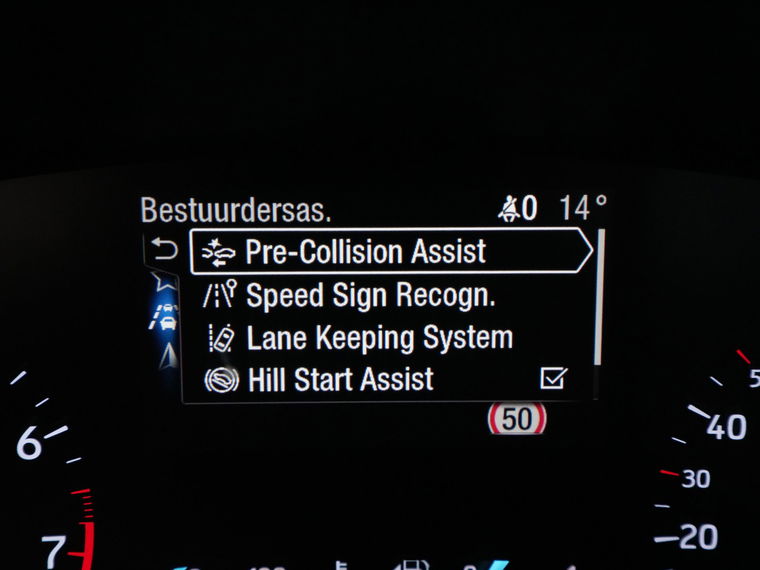 Bestuurdersas. 0 14°
Pre-Collision Assist
Speed Sign Recogn.
Lane Keeping System
Hill Start Assist
50
5
6
40
30
7
20